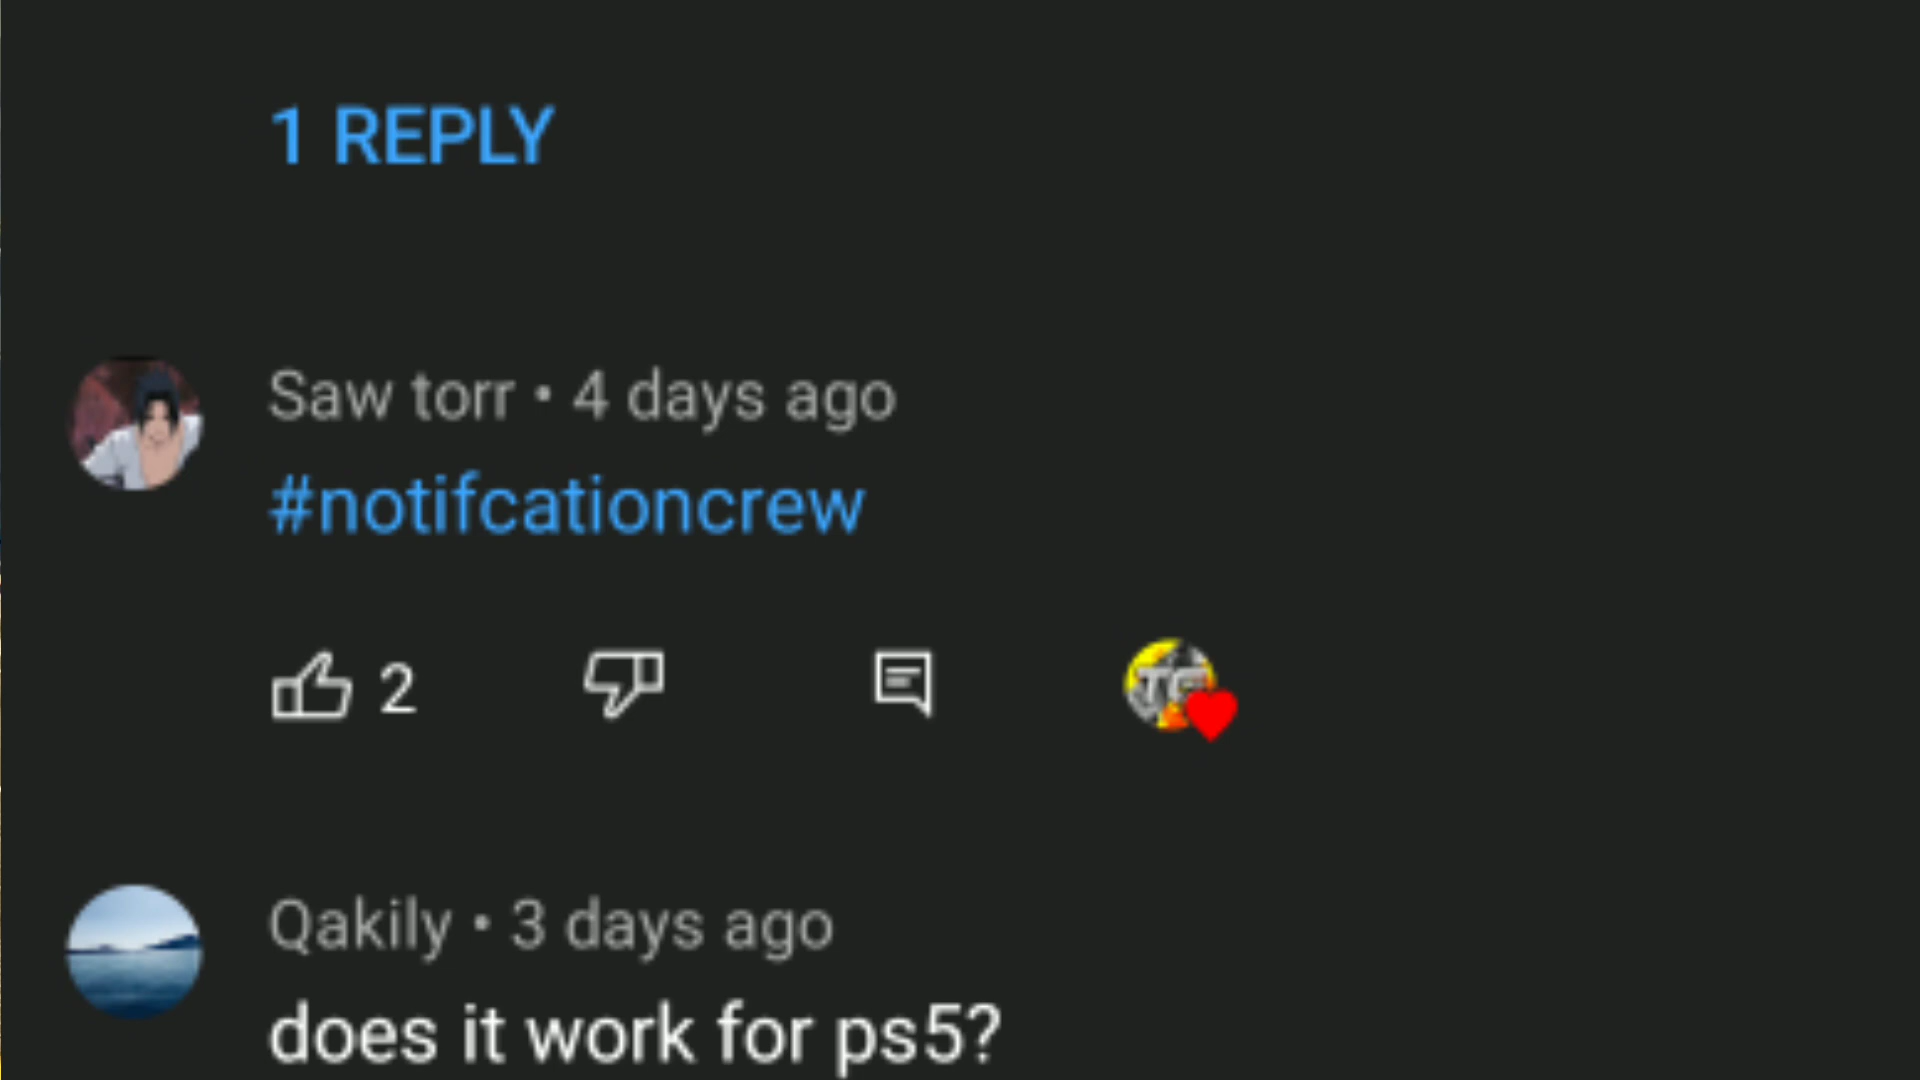 1 REPLY
Saw torr • 4 days ago
#notifcationcrew
2
Qakily • 3 days ago
does it work for ps5?